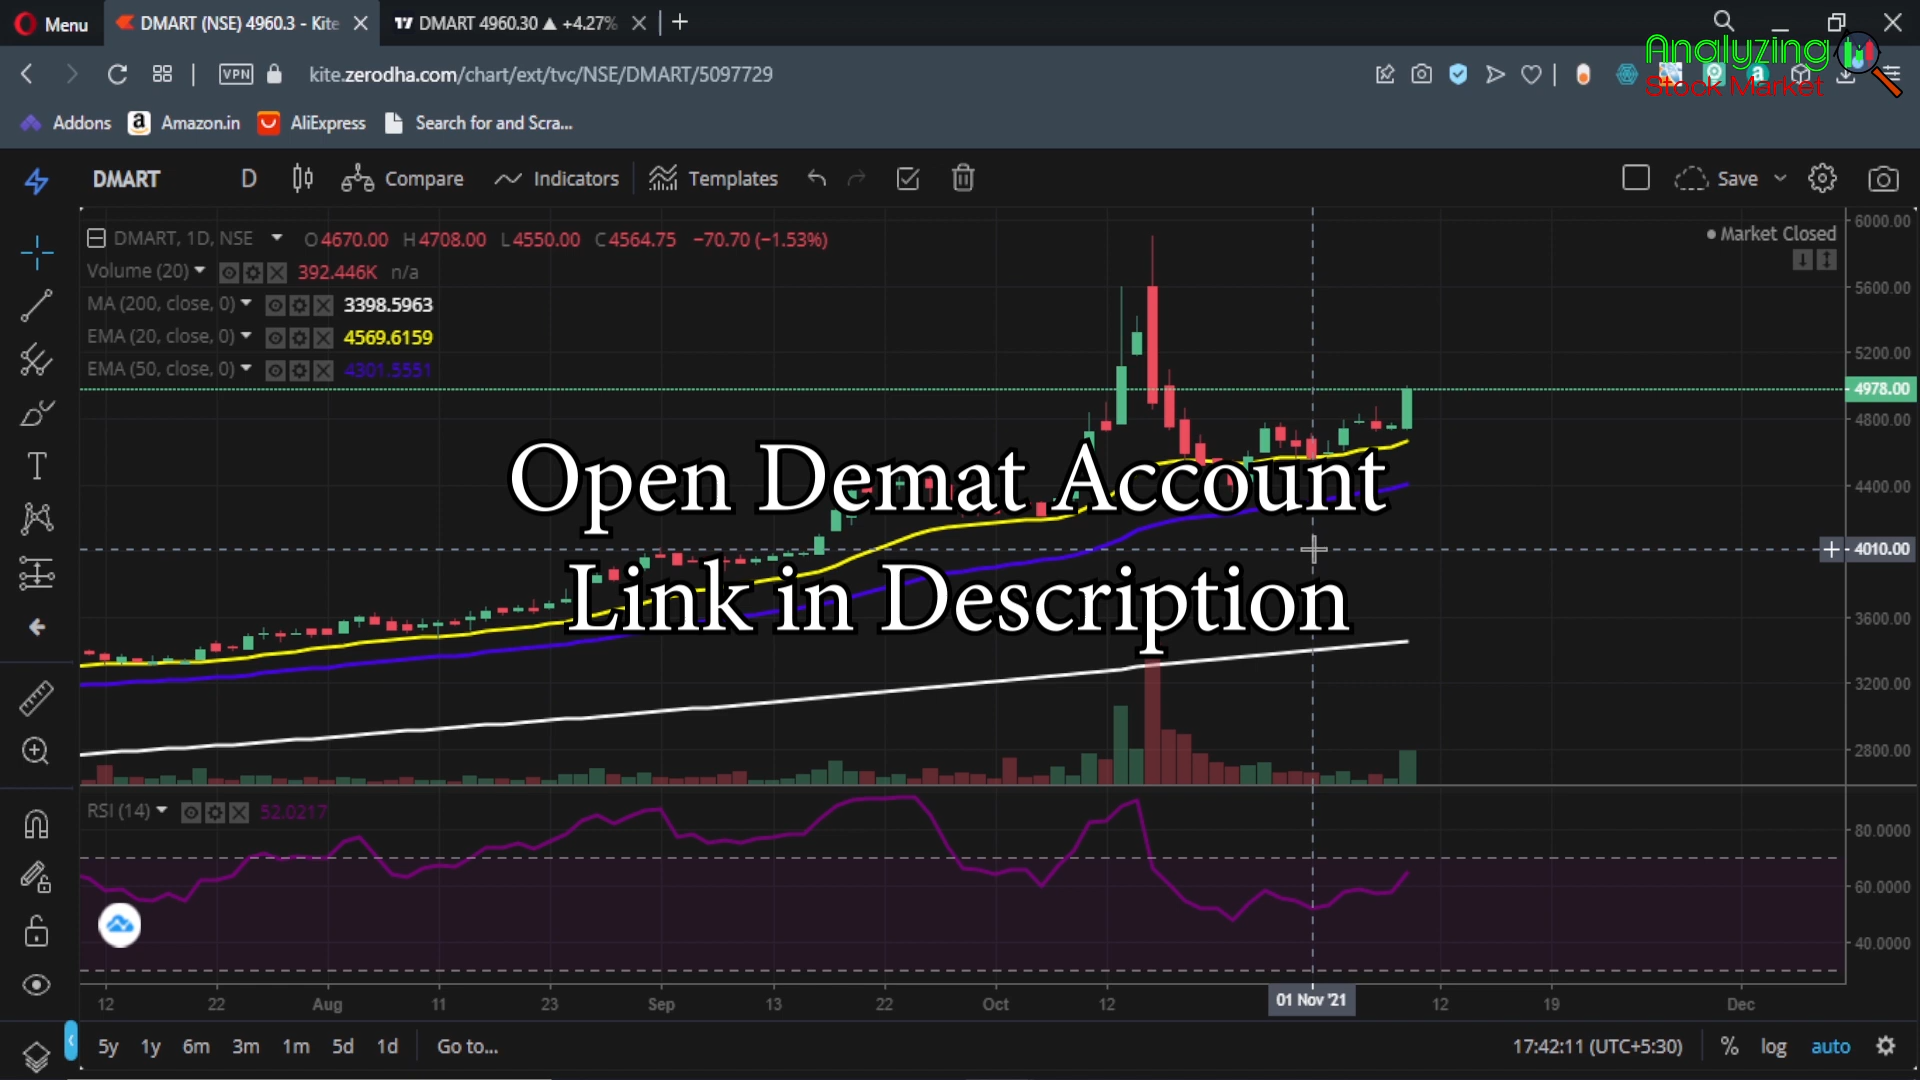 Menu
DMART (NSE) 4960.3 - Kite
DMART 4960.30 ▲ +4.27%
Analyzing
Stock Market
VPN
kite.zerodha.com/chart/ext/tvc/NSE/DMART/5097729
Addons
Amazon.in
AliExpress
Search for and Scra...
DMART
D
Compare
Indicators
Templates
Save
DMART, 1D, NSE
O4670.00 H4708.00 L4550.00 C4564.75 −70.70 (−1.53%)
Market Closed
Volume (20)
392.446K n/a
MA (200, close, 0)
3398.5963
EMA (20, close, 0)
4569.6159
EMA (50, close, 0)
4301.5551
6000.00
5600.00
5200.00
4978.00
4800.00
4400.00
4010.00
3600.00
3200.00
2800.00
Open Demat Account
Link in Description
RSI (14)
52.0217
80.0000
60.0000
40.0000
12 22 Aug 11 23 Sep 13 22 Oct 12 01 Nov '21 12 19 Dec
5y 1y 6m 3m 1m 5d 1d Go to...
17:42:11 (UTC+5:30) % log auto